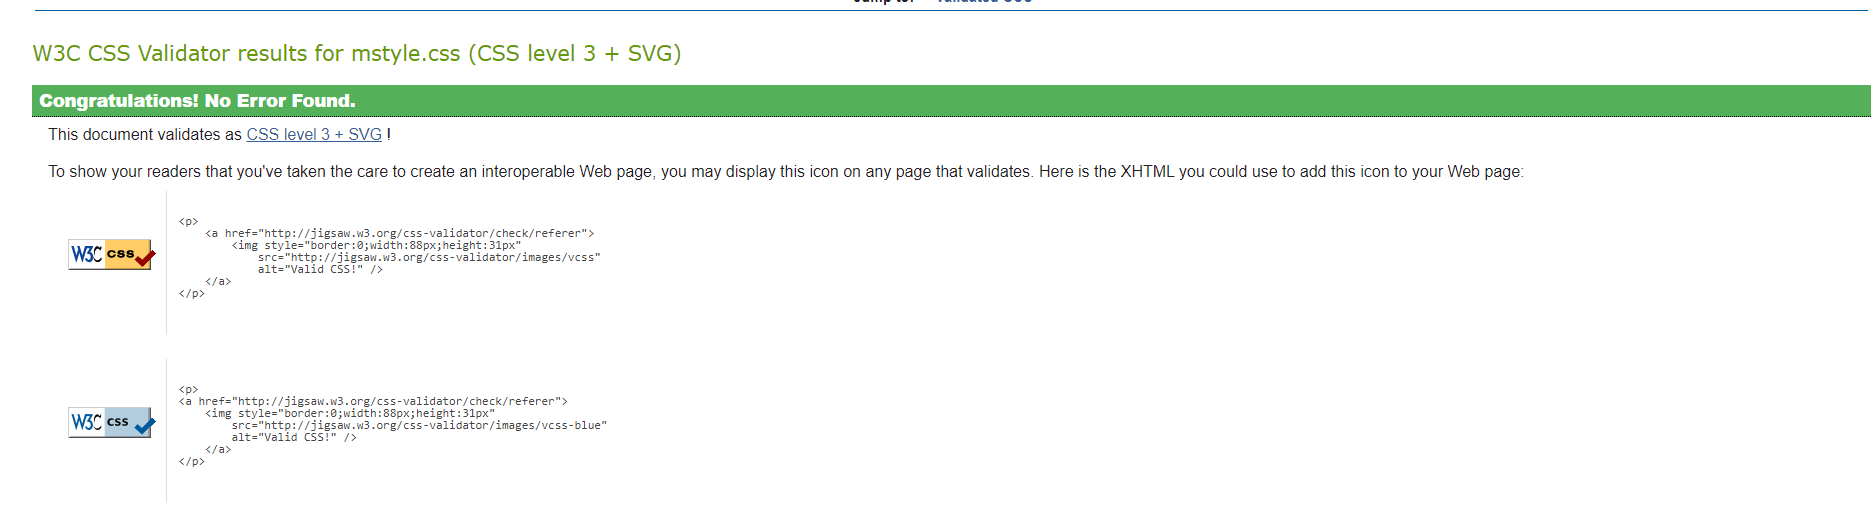 Jump to: Validated CSS
W3C CSS Validator results for mstyle.css (CSS level 3 + SVG)
Congratulations! No Error Found.
This document validates as CSS level 3 + SVG !
To show your readers that you've taken the care to create an interoperable Web page, you may display this icon on any page that validates. Here is the XHTML you could use to add this icon to your Web page:
W3C css
<p>
<a href="http://jigsaw.w3.org/css-validator/check/referer">
<img style="border:0;width:88px;height:31px"
src="http://jigsaw.w3.org/css-validator/images/vcss"
alt="Valid CSS!" />
</a>
</p>
W3C css
<p>
<a href="http://jigsaw.w3.org/css-validator/check/referer">
<img style="border:0;width:88px;height:31px"
src="http://jigsaw.w3.org/css-validator/images/vcss-blue"
alt="Valid CSS!" />
</a>
</p>